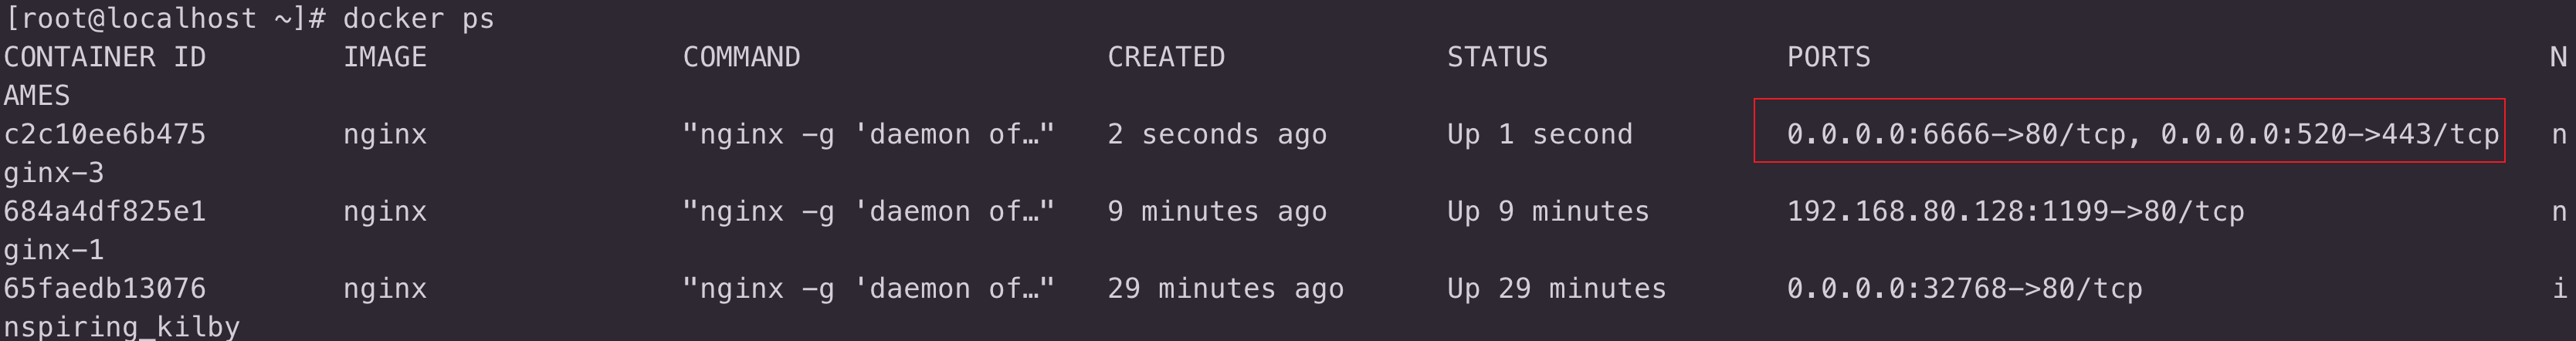 [root@localhost ~]# docker ps
CONTAINER ID        IMAGE               COMMAND                  CREATED             STATUS              PORTS                                        N
AMES
c2c10ee6b475        nginx               "nginx -g 'daemon of…"   2 seconds ago       Up 1 second         0.0.0.0:6666->80/tcp, 0.0.0.0:520->443/tcp   n
ginx-3
684a4df825e1        nginx               "nginx -g 'daemon of…"   9 minutes ago       Up 9 minutes        192.168.80.128:1199->80/tcp                  n
ginx-1
65faedb13076        nginx               "nginx -g 'daemon of…"   29 minutes ago      Up 29 minutes       0.0.0.0:32768->80/tcp                        i
nspiring_kilby